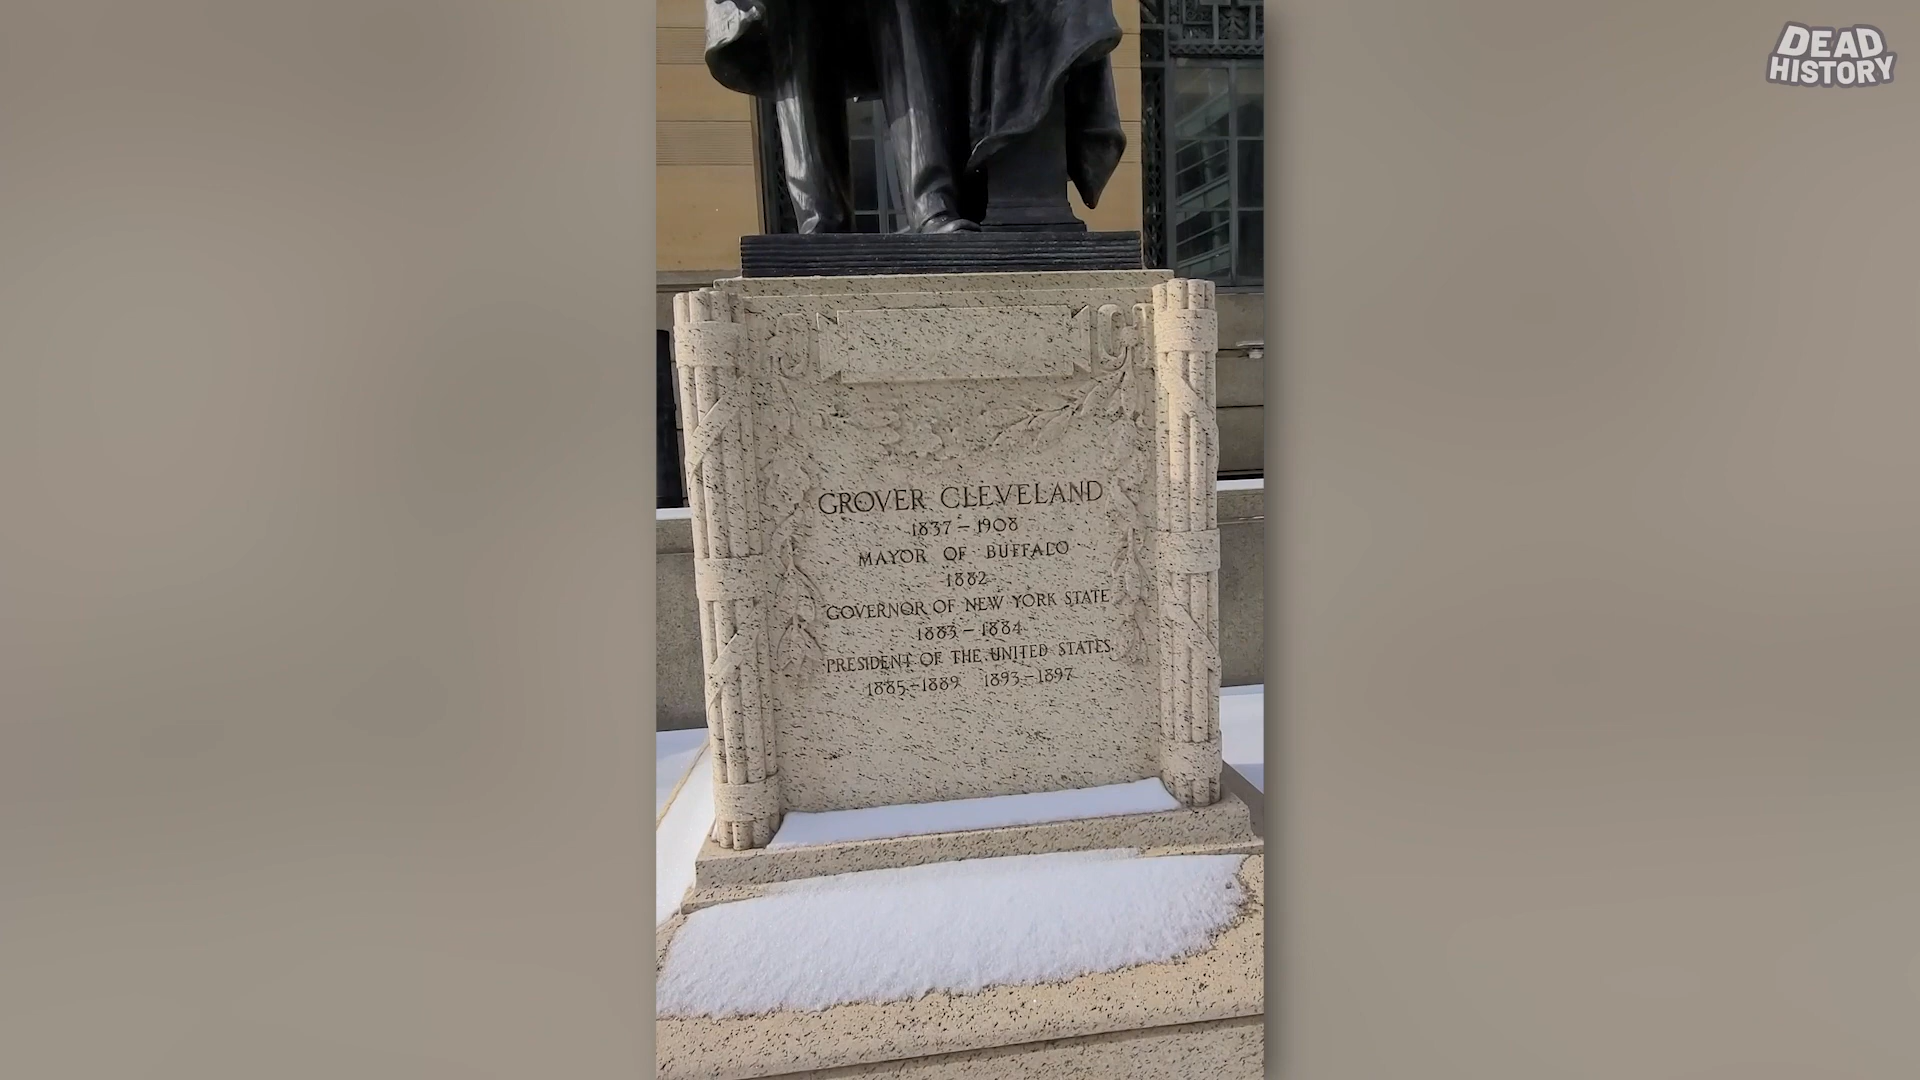 DEAD
HISTORY
GROVER CLEVELAND
1837 – 1908
MAYOR OF BUFFALO
1882
GOVERNOR OF NEW YORK STATE
1883 – 1884
PRESIDENT OF THE UNITED STATES
1885–1889 1893–1897